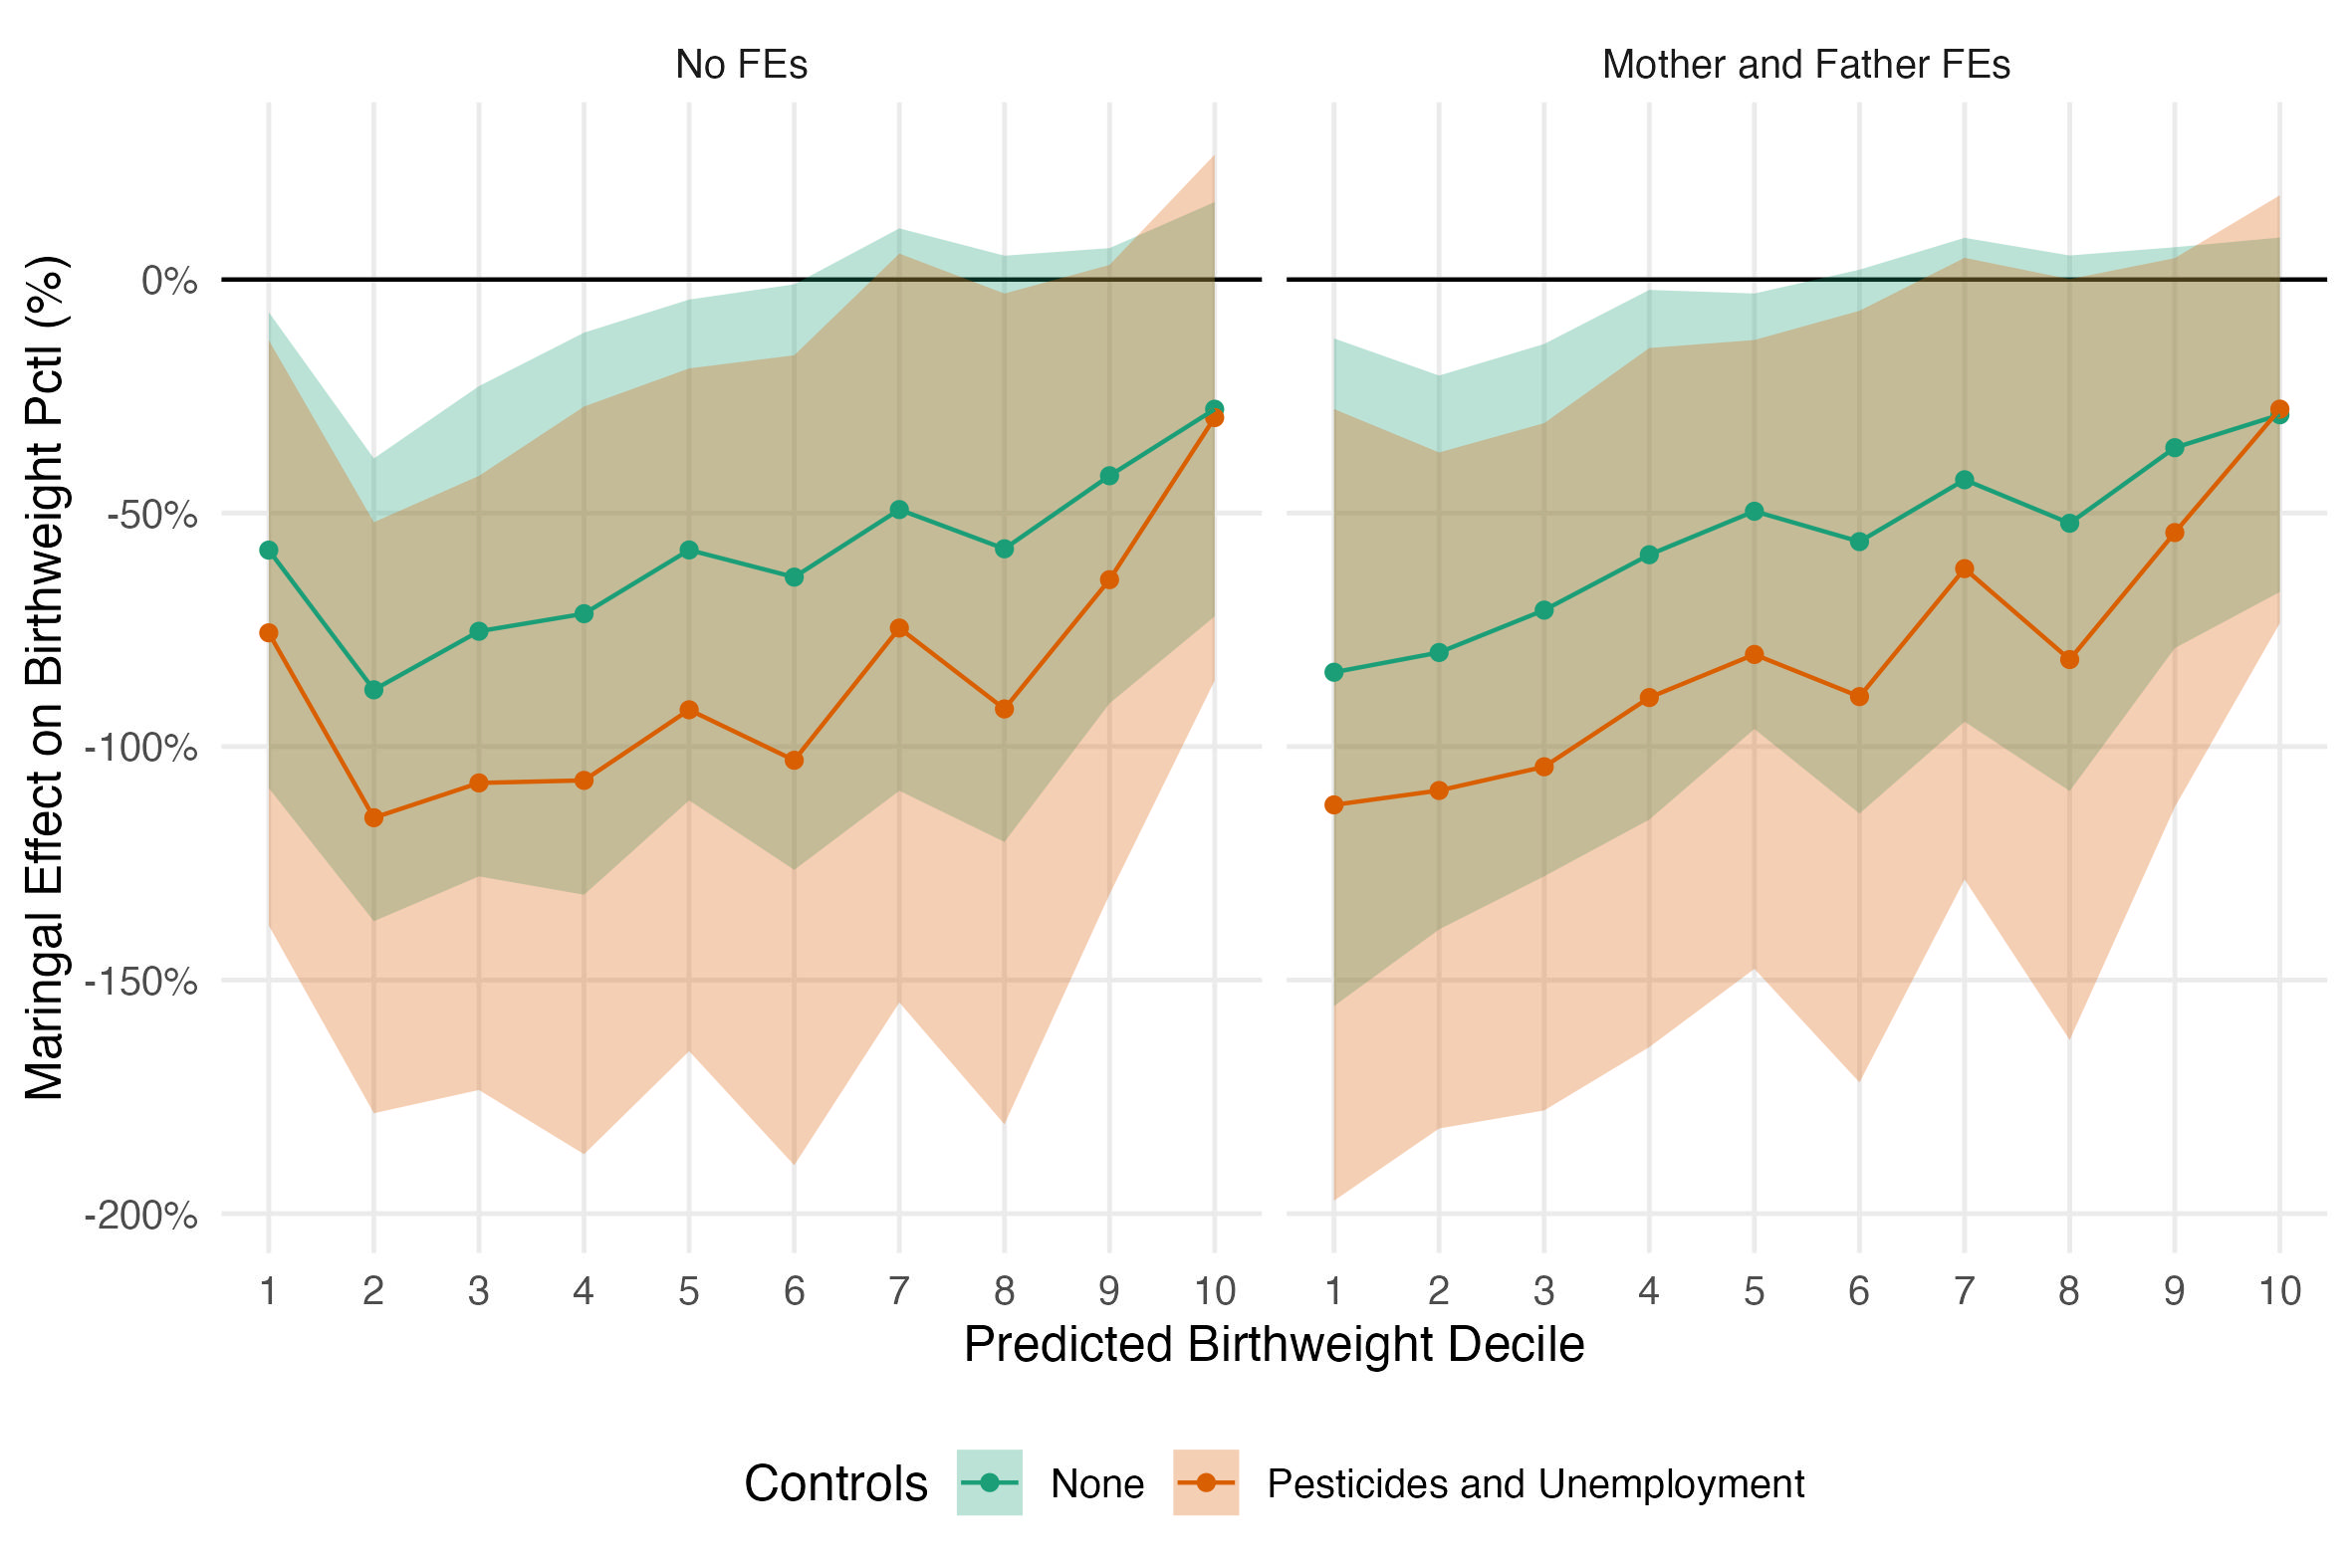 No FEs
Mother and Father FEs
Maringal Effect on Birthweight Pctl (%)
0%
-50%
-100%
-150%
-200%
1 2 3 4 5 6 7 8 9 10
1 2 3 4 5 6 7 8 9 10
Predicted Birthweight Decile
Controls None Pesticides and Unemployment